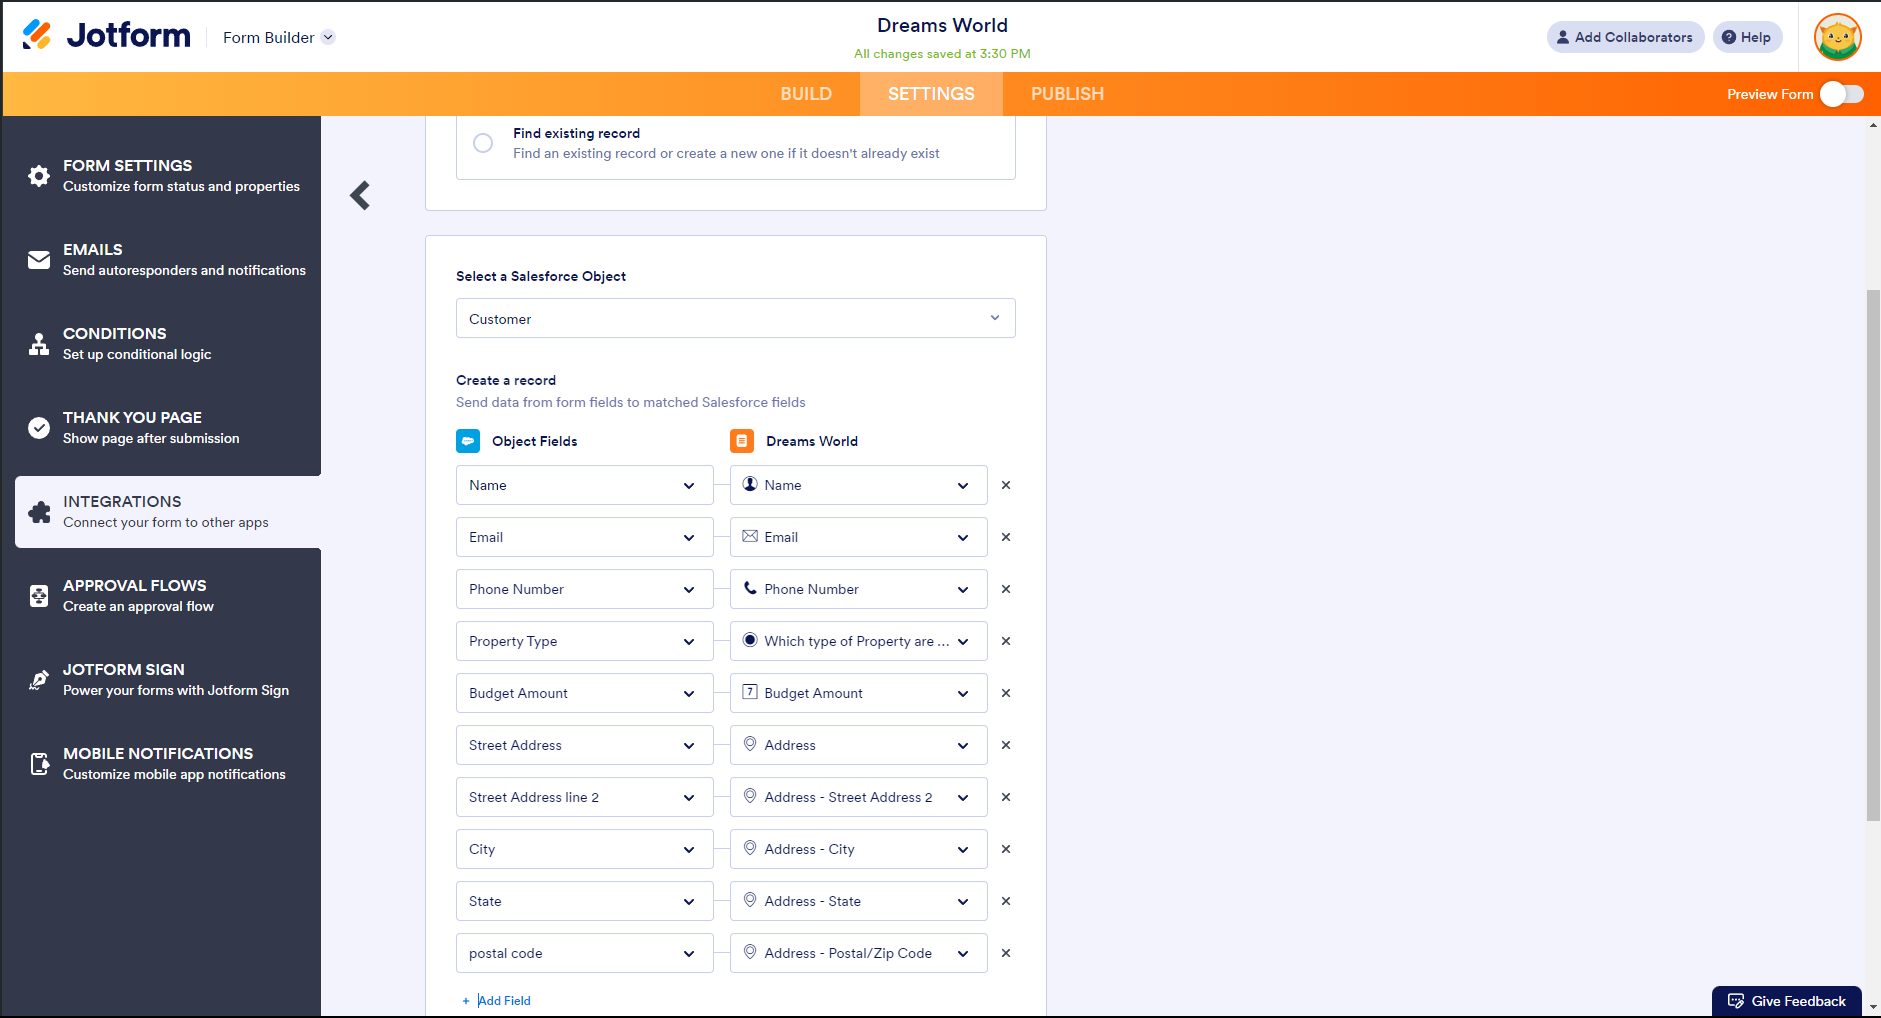 Jotform
Form Builder
Dreams World
All changes saved at 3:30 PM
Add Collaborators
Help
BUILD
SETTINGS
PUBLISH
Preview Form
FORM SETTINGS
Customize form status and properties
EMAILS
Send autoresponders and notifications
CONDITIONS
Set up conditional logic
THANK YOU PAGE
Show page after submission
INTEGRATIONS
Connect your form to other apps
APPROVAL FLOWS
Create an approval flow
JOTFORM SIGN
Power your forms with Jotform Sign
MOBILE NOTIFICATIONS
Customize mobile app notifications
Find existing record
Find an existing record or create a new one if it doesn't already exist
Select a Salesforce Object
Customer
Create a record
Send data from form fields to matched Salesforce fields
Object Fields
Dreams World
Name
Name
Email
Email
Phone Number
Phone Number
Property Type
Which type of Property are ...
Budget Amount
7
Budget Amount
Street Address
Address
Street Address line 2
Address - Street Address 2
City
Address - City
State
Address - State
postal code
Address - Postal/Zip Code
+ Add Field
Give Feedback